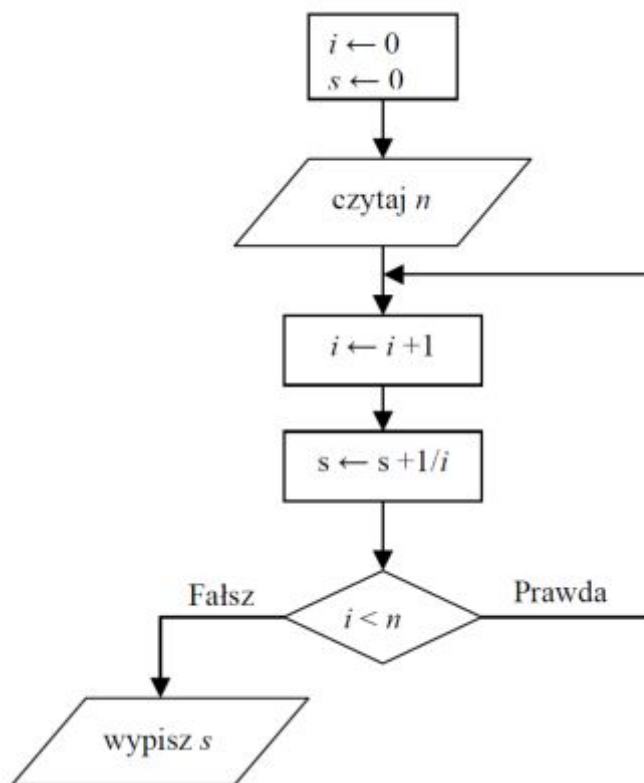 i ← 0
s ← 0
czytaj n
i ← i +1
s ← s +1/i
Fałsz
i < n
Prawda
wypisz s